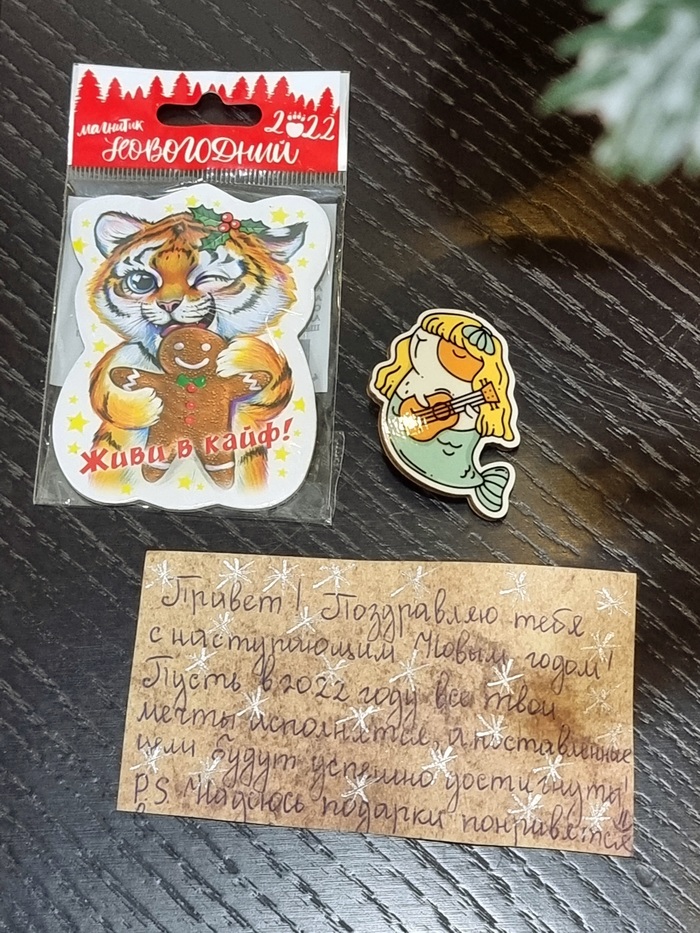 магнитик 2022
новогодний
Живи в кайф!
Привет! Поздравляю тебя
с наступающим Новым годом!
Пусть в 2022 году все твои
мечты исполнятся, а поставленные
цели будут успешно достигнуты!
P.S. Надеюсь подарки понравятся